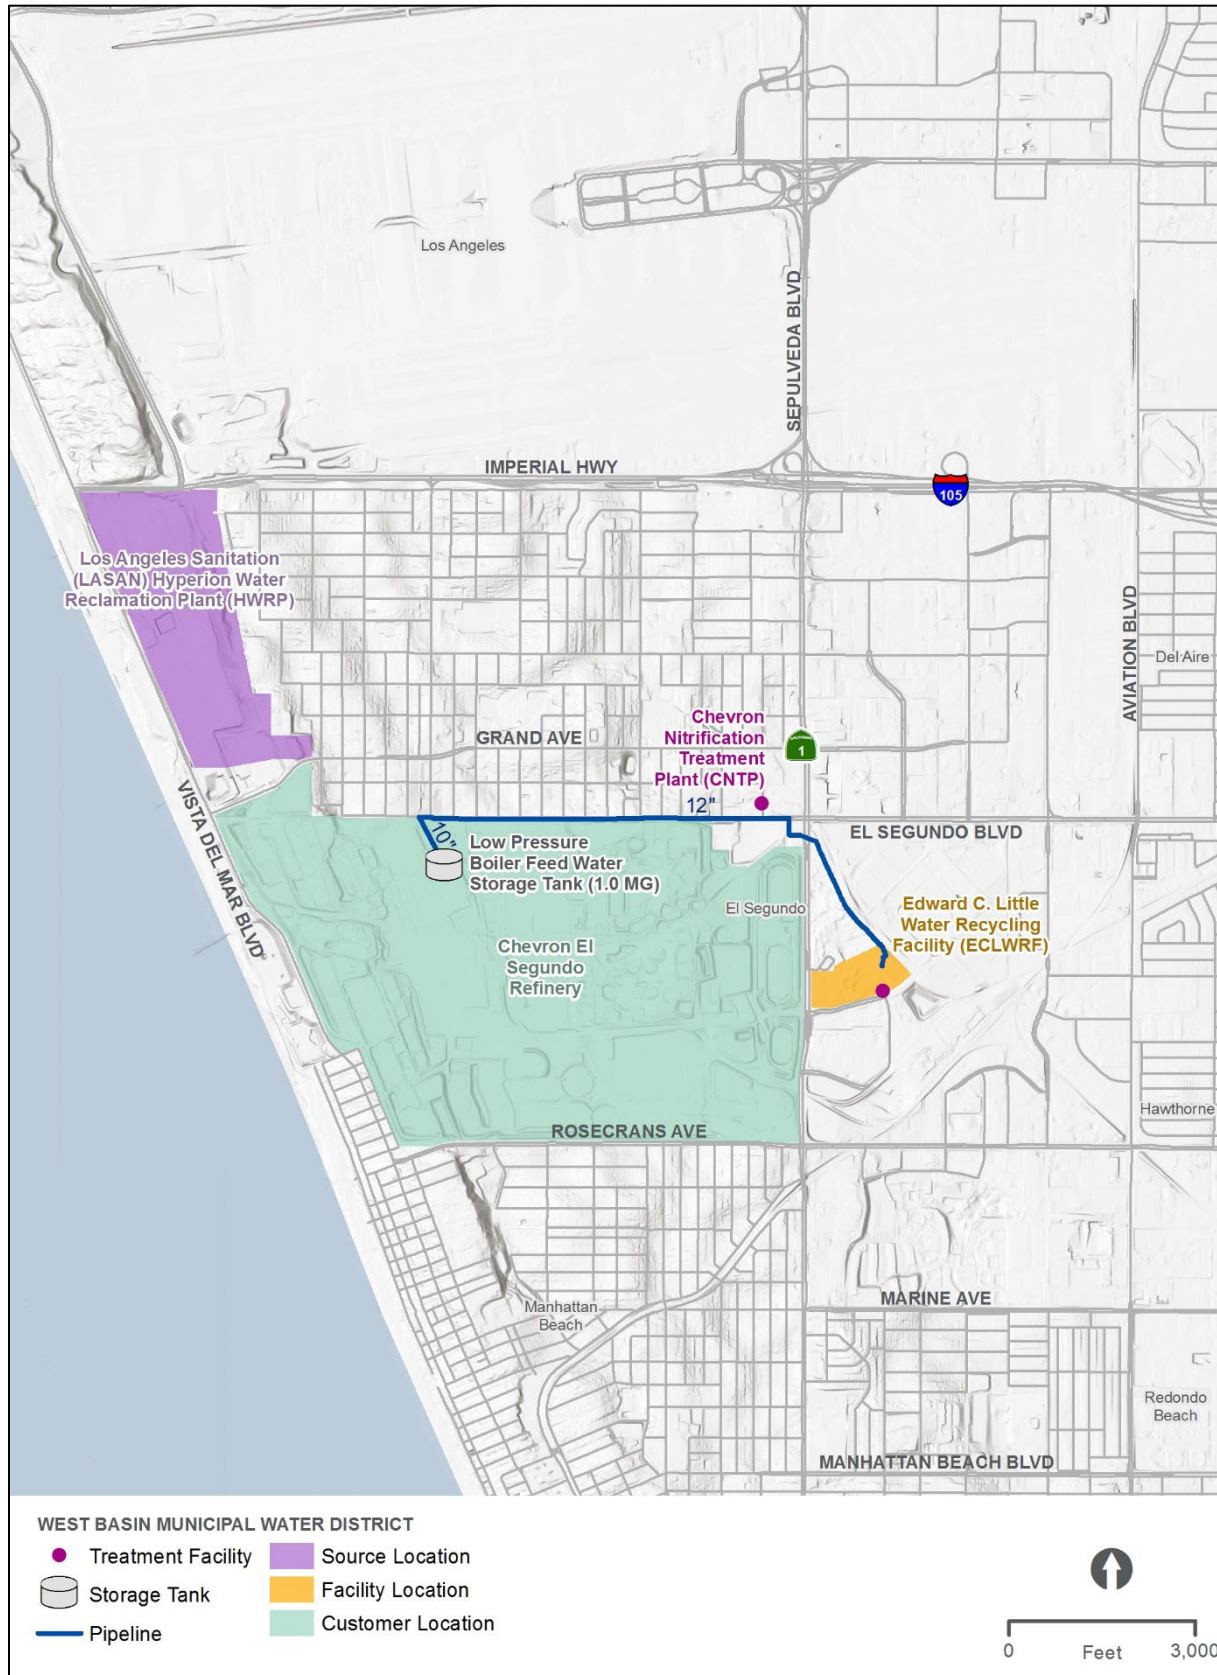 Los Angeles
SEPULVEDA BLVD
IMPERIAL HWY
105
Los Angeles Sanitation
(LASAN) Hyperion Water
Reclamation Plant (HWRP)
AVIATION BLVD
Del Aire
Chevron
Nitrification
Treatment
Plant (CNTP)
GRAND AVE
1
VISTA DEL MAR BLVD
12"
10"
EL SEGUNDO BLVD
Low Pressure
Boiler Feed Water
Storage Tank (1.0 MG)
El Segundo
Edward C. Little
Water Recycling
Facility (ECLWRF)
Chevron El
Segundo
Refinery
Hawthorne
ROSECRANS AVE
MARINE AVE
Manhattan
Beach
Redondo
Beach
MANHATTAN BEACH BLVD
WEST BASIN MUNICIPAL WATER DISTRICT
Treatment Facility
Storage Tank
Pipeline
Source Location
Facility Location
Customer Location
0 Feet 3,000